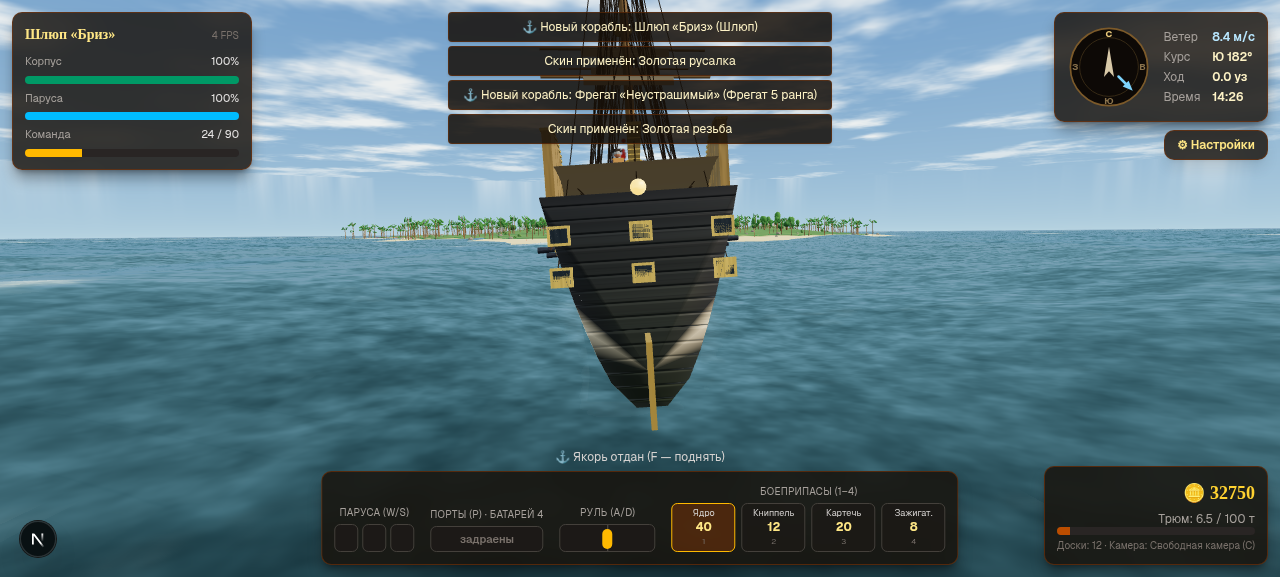 Шлюп «Бриз»
4 FPS
Корпус 100%
Паруса 100%
Команда 24 / 90
⚓ Новый корабль: Шлюп «Бриз» (Шлюп)
Скин применён: Золотая русалка
⚓ Новый корабль: Фрегат «Неустрашимый» (Фрегат 5 ранга)
Скин применён: Золотая резьба
С
З
В
Ю
Ветер 8.4 м/с
Курс Ю 182°
Ход 0.0 уз
Время 14:26
⚙ Настройки
⚓ Якорь отдан (F — поднять)
ПАРУСА (W/S)
ПОРТЫ (P) · БАТАРЕЙ 4
задраены
РУЛЬ (A/D)
БОЕПРИПАСЫ (1–4)
Ядро
40
1
Книппель
12
2
Картечь
20
3
Зажигат.
8
4
🪙 32750
Трюм: 6.5 / 100 т
Доски: 12 · Камера: Свободная камера (C)
N